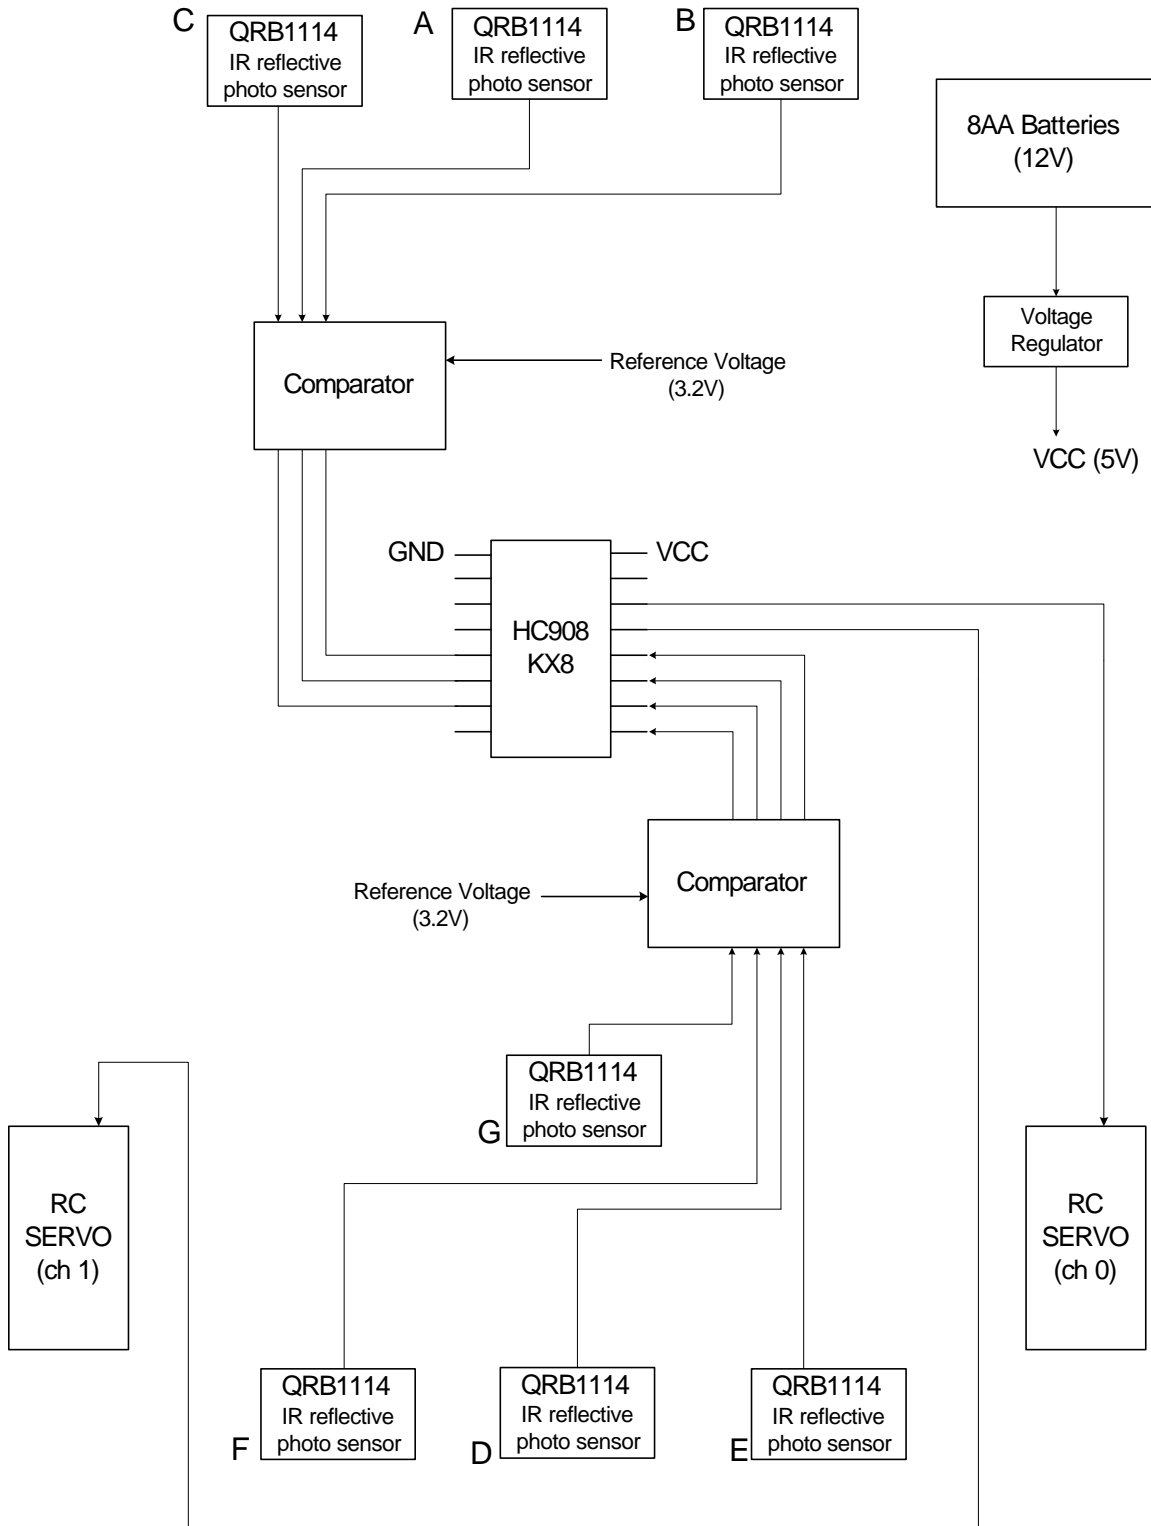 C
QRB1114
IR reflective
photo sensor
A
QRB1114
IR reflective
photo sensor
B
QRB1114
IR reflective
photo sensor
8AA Batteries
(12V)
Voltage
Regulator
VCC (5V)
Comparator
Reference Voltage
(3.2V)
GND
VCC
HC908
KX8
Comparator
Reference Voltage
(3.2V)
QRB1114
IR reflective
photo sensor
G
RC
SERVO
(ch 1)
RC
SERVO
(ch 0)
QRB1114
IR reflective
photo sensor
F
QRB1114
IR reflective
photo sensor
D
QRB1114
IR reflective
photo sensor
E